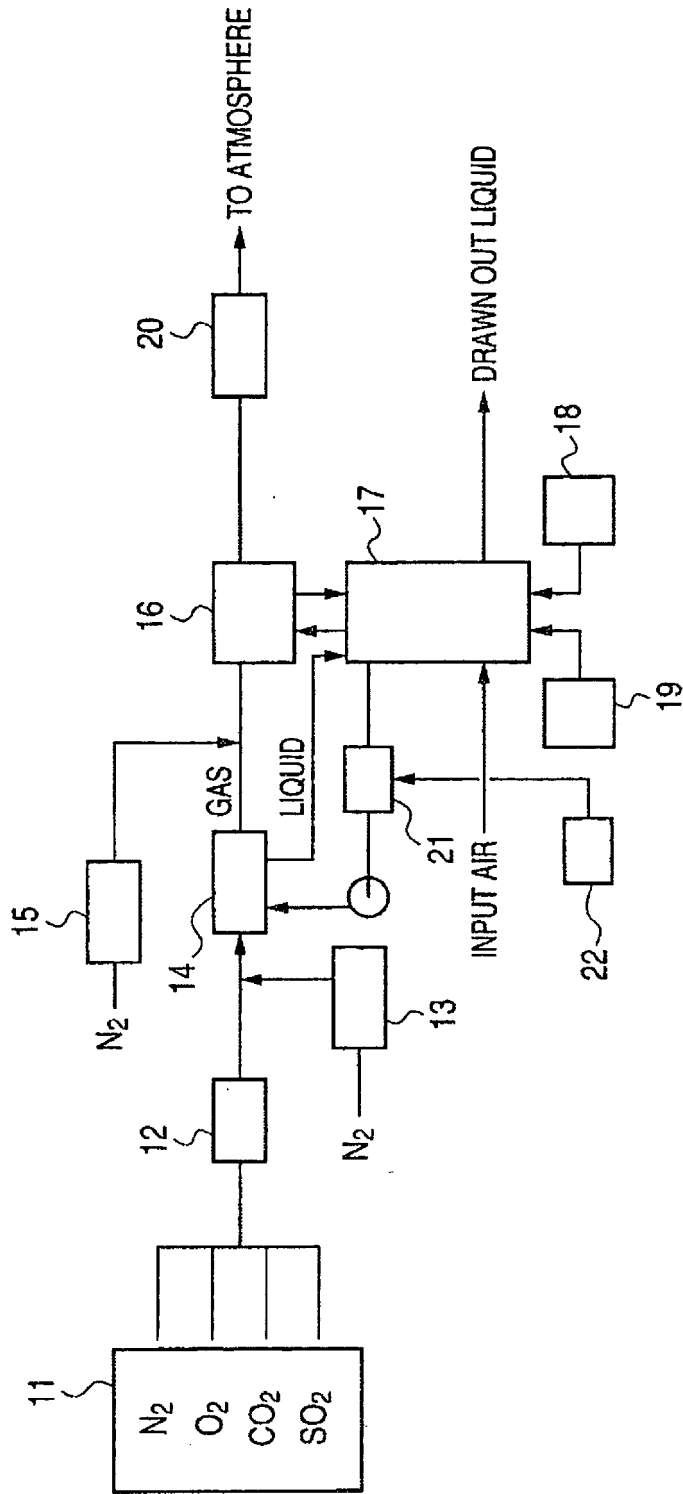 11
N₂
O₂
CO₂
SO₂
12
N₂
13
14
N₂
15
GAS
LIQUID
16
17
18
19
20
TO ATMOSPHERE
21
22
INPUT AIR
DRAWN OUT LIQUID